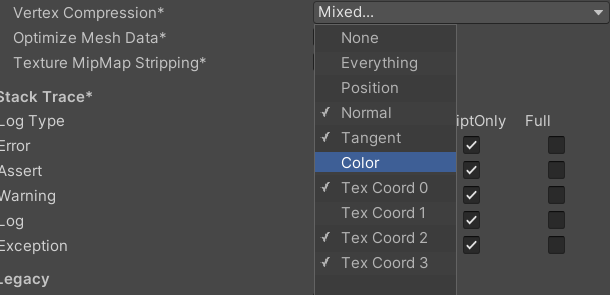 Vertex Compression* Mixed...
Optimize Mesh Data* None
Texture MipMap Stripping* Everything
Position
Stack Trace*
Normal
Log Type iptOnly Full
Error Tangent
Assert Color
Warning Tex Coord 0
Log Tex Coord 1
Exception Tex Coord 2
Tex Coord 3
Legacy